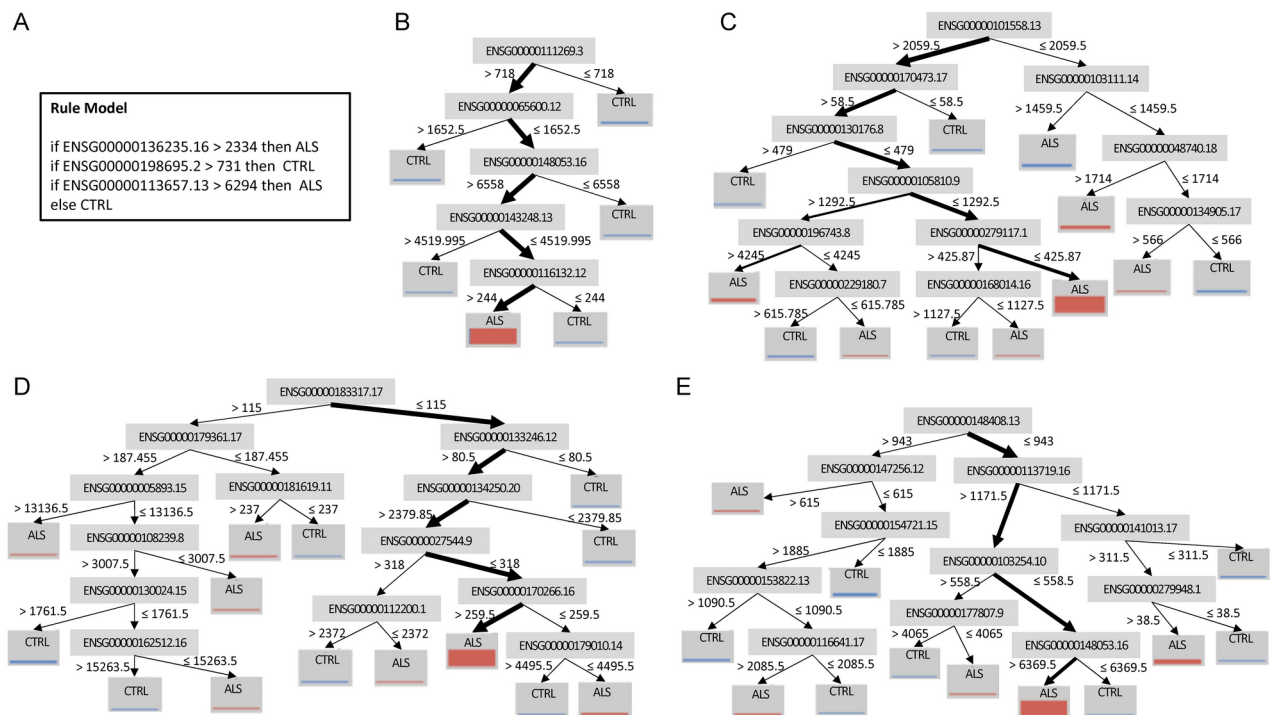 A
Rule Model
if ENSG00000136235.16 > 2334 then ALS
if ENSG00000198695.2 > 731 then CTRL
if ENSG00000113657.13 > 6294 then ALS
else CTRL
B
ENSG00000111269.3
> 718
≤ 718
ENSG00000065600.12
CTRL
> 1652.5
≤ 1652.5
CTRL
ENSG00000148053.16
> 6558
≤ 6558
ENSG00000143248.13
CTRL
> 4519.995
≤ 4519.995
CTRL
ENSG00000116132.12
> 244
≤ 244
ALS
CTRL
C
ENSG00000101558.13
> 2059.5
≤ 2059.5
ENSG00000170473.17
ENSG00000103111.14
> 58.5
≤ 58.5
> 1459.5
≤ 1459.5
ENSG00000130176.8
CTRL
ALS
ENSG00000048740.18
> 479
≤ 479
> 1714
≤ 1714
CTRL
ENSG00000105810.9
ALS
ENSG00000134905.17
> 1292.5
≤ 1292.5
> 566
≤ 566
ENSG00000196743.8
ENSG00000279117.1
ALS
CTRL
> 4245
≤ 4245
> 425.87
≤ 425.87
ALS
ENSG00000229180.7
ENSG00000168014.16
ALS
> 615.785
≤ 615.785
> 1127.5
≤ 1127.5
CTRL
ALS
CTRL
ALS
D
ENSG00000183317.17
> 115
≤ 115
ENSG00000179361.17
ENSG00000133246.12
> 187.455
≤ 187.455
> 80.5
≤ 80.5
ENSG00000005893.15
ENSG00000181619.11
ENSG00000134250.20
CTRL
> 13136.5
≤ 13136.5
> 237
≤ 237
> 2379.85
≤ 2379.85
ALS
ENSG00000108239.8
ALS
CTRL
ENSG0000027544.9
CTRL
> 3007.5
≤ 3007.5
> 318
≤ 318
ENSG00000130024.15
ALS
ENSG00000112200.1
ENSG00000170266.16
> 1761.5
≤ 1761.5
> 2372
≤ 2372
> 259.5
≤ 259.5
CTRL
ENSG00000162512.16
CTRL
ALS
ALS
ENSG00000179010.14
> 15263.5
≤ 15263.5
> 4495.5
≤ 4495.5
CTRL
ALS
CTRL
ALS
E
ENSG00000148408.13
> 943
≤ 943
ENSG00000147256.12
ENSG00000113719.16
ALS
> 615
≤ 615
> 1171.5
≤ 1171.5
ENSG00000154721.15
ENSG00000141013.17
> 1885
≤ 1885
> 311.5
≤ 311.5
ENSG00000153822.13
CTRL
ENSG00000103254.10
ENSG00000279948.1
CTRL
> 1090.5
≤ 1090.5
> 558.5
≤ 558.5
> 38.5
≤ 38.5
CTRL
ENSG00000116641.17
ENSG00000177807.9
ENSG00000148053.16
ALS
CTRL
> 2085.5
≤ 2085.5
> 4065
≤ 4065
> 6369.5
≤ 6369.5
ALS
CTRL
CTRL
ALS
ALS
CTRL